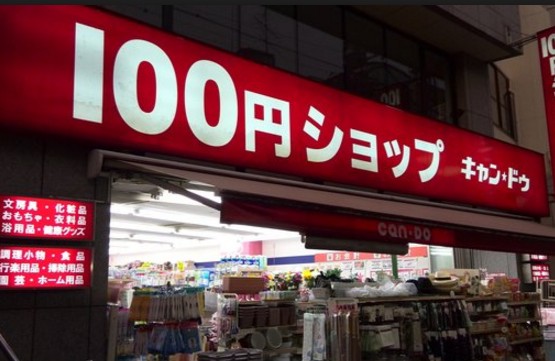 100円ショップ キャン★ドゥ
can★DO
文房具・化粧品
おもちゃ・衣料品
浴用品・健康グッズ
調理小物・食品
行楽用品・掃除用品
園芸・ホーム用品